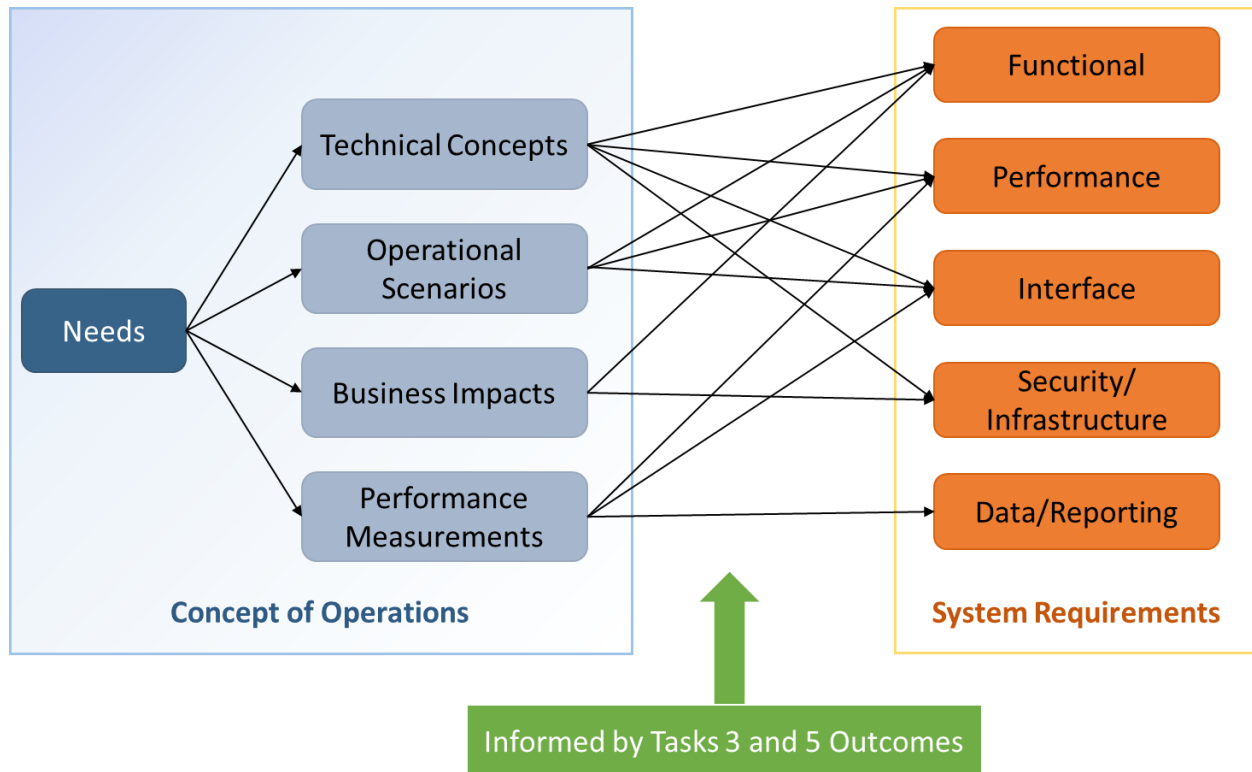 Needs
Technical Concepts
Operational
Scenarios
Business Impacts
Performance
Measurements
Concept of Operations
Functional
Performance
Interface
Security/
Infrastructure
Data/Reporting
System Requirements
Informed by Tasks 3 and 5 Outcomes